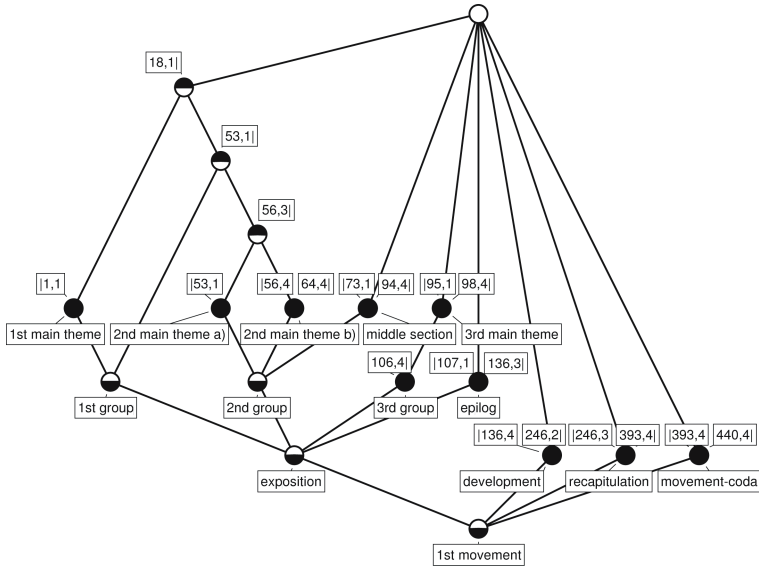 18,1|
53,1|
56,3|
|1,1
|53,1
|56,4
64,4|
|73,1
94,4|
|95,1
98,4|
1st main theme
2nd main theme a)
2nd main theme b)
middle section
3rd main theme
106,4|
|107,1
136,3|
1st group
2nd group
3rd group
epilog
|136,4
246,2|
|246,3
393,4|
|393,4
440,4|
exposition
development
recapitulation
movement-coda
1st movement